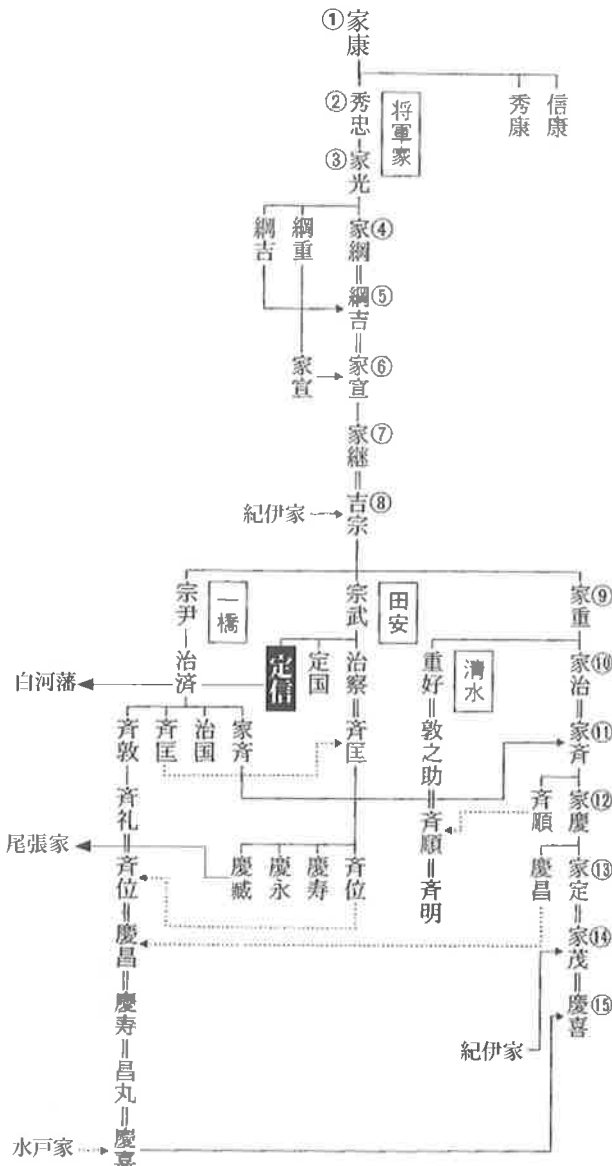 ①家康
信康
秀康
②秀忠
将軍家
③家光
④家綱
綱重
綱吉
⑤綱吉
⑥家宣
家宣
⑦家継
⑧吉宗
紀伊家
⑨家重
田安
宗武
一橋
宗尹
⑩家治
清水
重好
治察
定国
定信
白河藩
治済
⑪家斉
敦之助
斉匡
家斉
治国
斉匡
斉敦
⑫家慶
斉順
斉順
斉礼
⑬家定
慶昌
斉明
斉位
慶寿
慶永
慶臧
尾張家
斉位
⑭家茂
慶昌
⑮慶喜
紀伊家
慶寿
昌丸
慶喜
水戸家